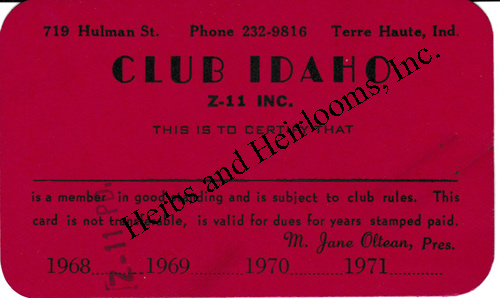 719 Hulman St. Phone 232-9816 Terre Haute, Ind.
CLUB IDAHO
Z-11 INC.
THIS IS TO CERTIFY THAT
is a member in good standing and is subject to club rules. This
card is not transferable, is valid for dues for years stamped paid.
M. Jane Oltean, Pres.
1968 1969 1970 1971
Z-11 PD.
Herbs and Heirlooms, Inc.